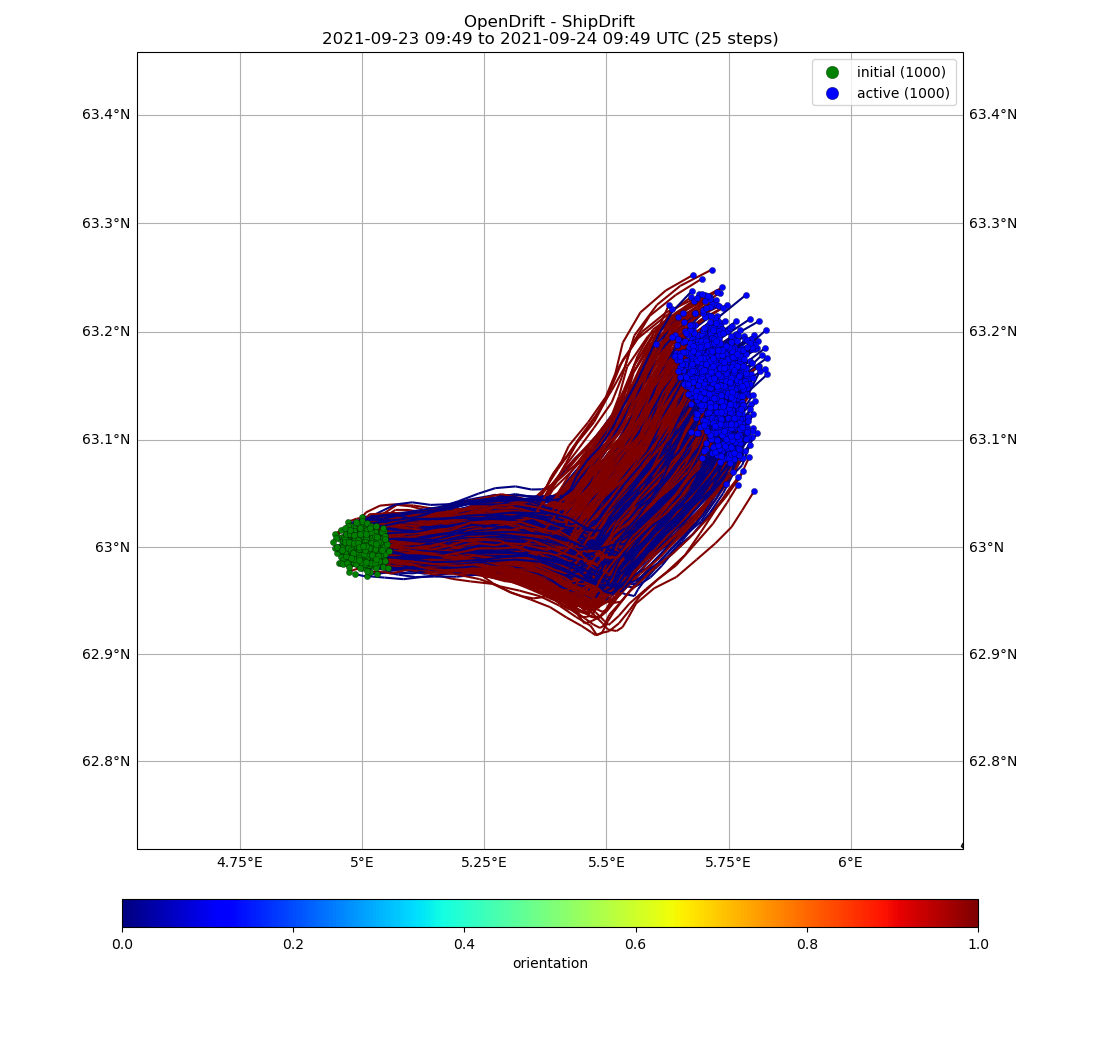 OpenDrift - ShipDrift
2021-09-23 09:49 to 2021-09-24 09:49 UTC (25 steps)
initial (1000)
active (1000)
63.4°N 63.4°N
63.3°N 63.3°N
63.2°N 63.2°N
63.1°N 63.1°N
63°N 63°N
62.9°N 62.9°N
62.8°N 62.8°N
4.75°E 5°E 5.25°E 5.5°E 5.75°E 6°E
0.0 0.2 0.4 0.6 0.8 1.0
orientation